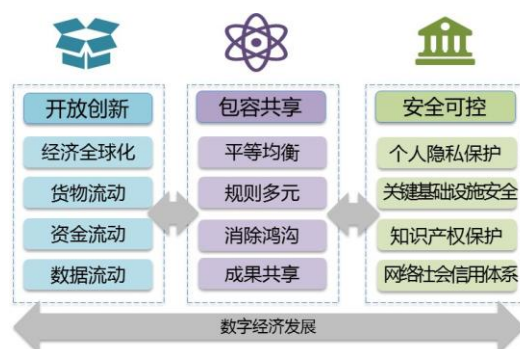 开放创新
经济全球化
货物流动
资金流动
数据流动
包容共享
平等均衡
规则多元
消除鸿沟
成果共享
安全可控
个人隐私保护
关键基础设施安全
知识产权保护
网络社会信用体系
数字经济发展